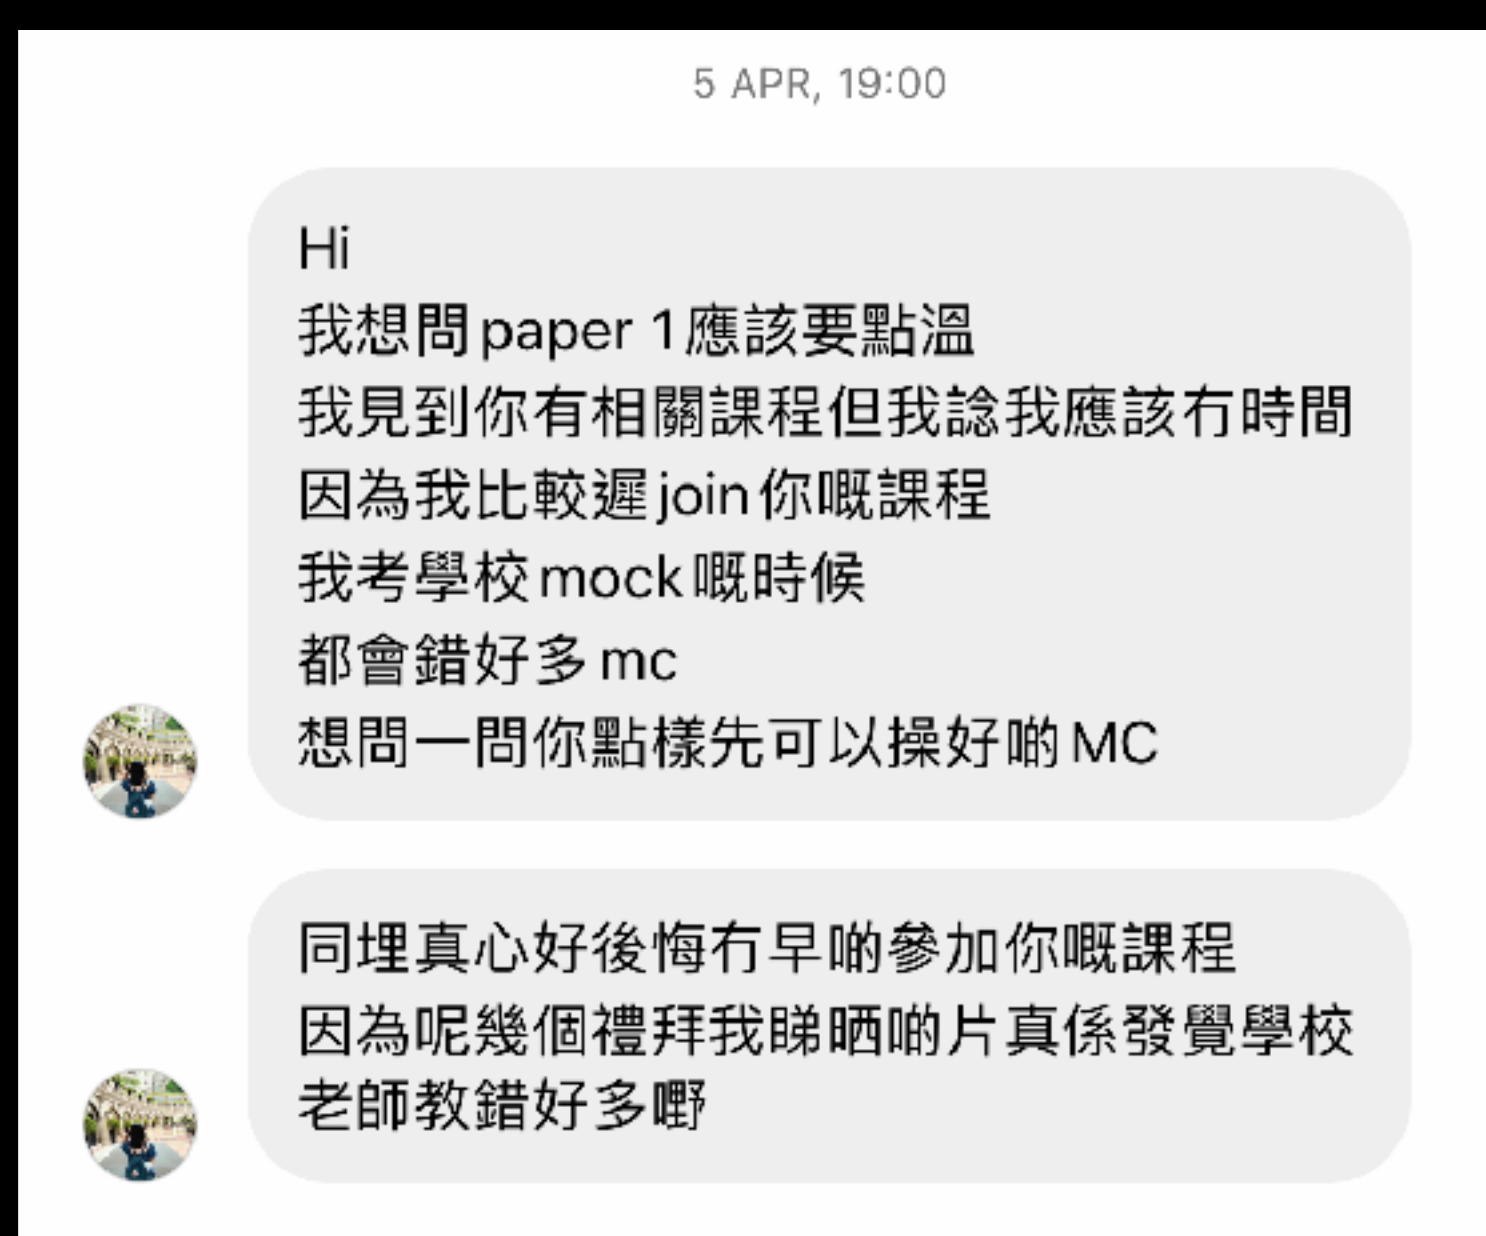 5 APR, 19:00
Hi
我想問paper 1應該要點溫
我見到你有相關課程但我諗我應該冇時間
因為我比較遲join你嘅課程
我考學校mock嘅時候
都會錯好多mc
想問一問你點樣先可以操好啲MC
同埋真心好後悔冇早啲參加你嘅課程
因為呢幾個禮拜我睇晒啲片真係發覺學校
老師教錯好多嘢